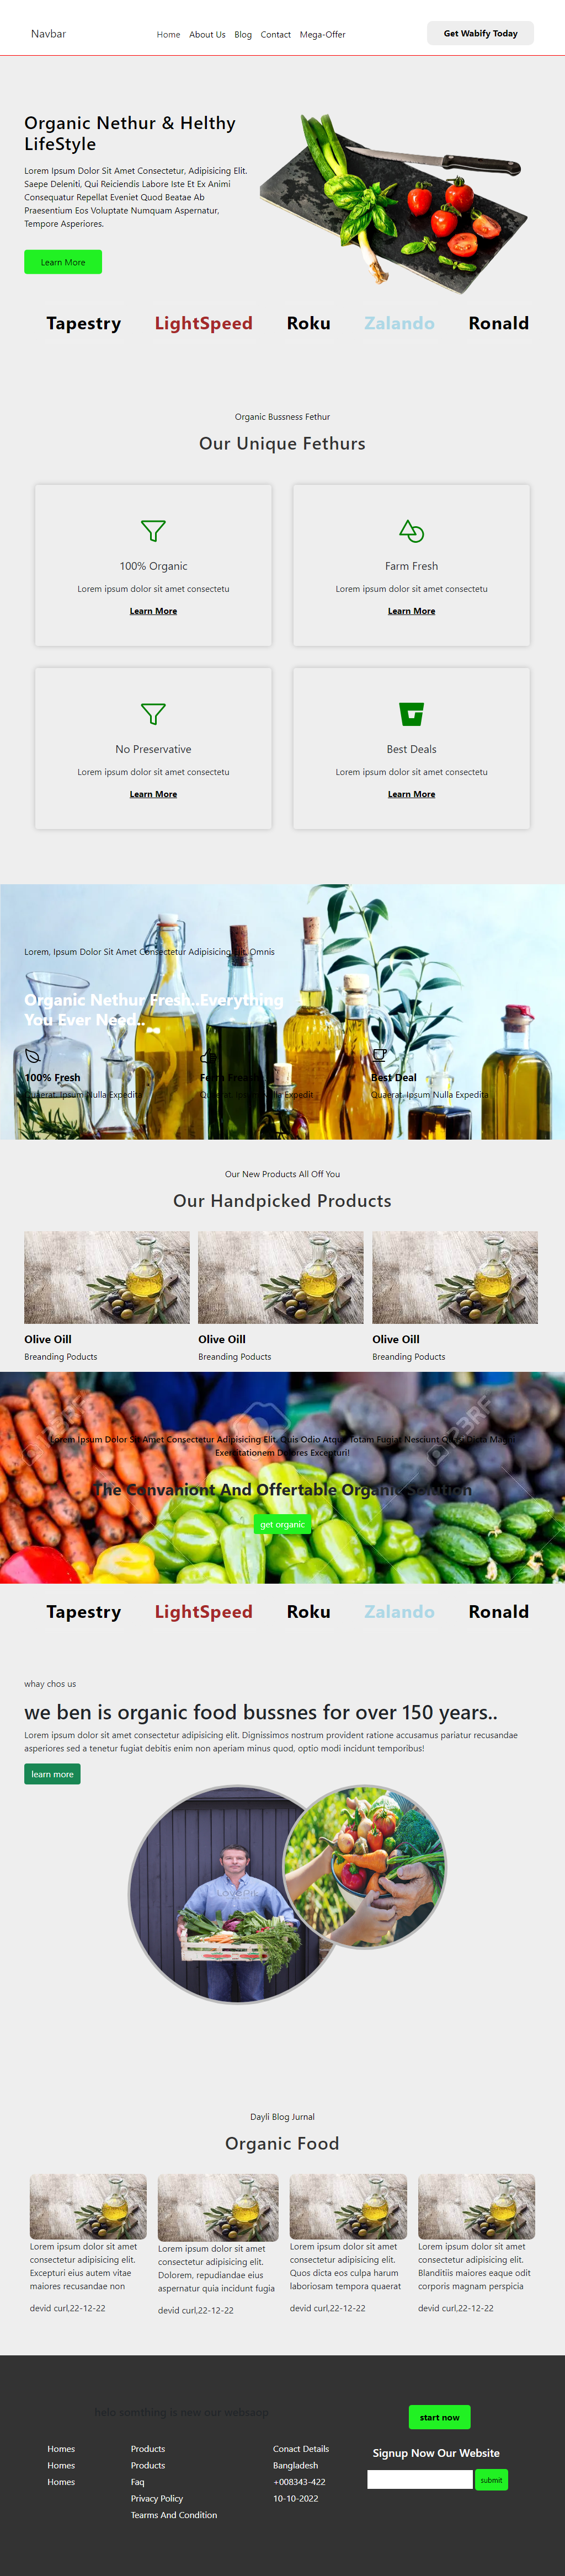 Navbar
Home About Us Blog Contact Mega-Offer
Get Wabify Today
Organic Nethur & Helthy
LifeStyle
Lorem Ipsum Dolor Sit Amet Consectetur, Adipisicing Elit.
Saepe Deleniti, Qui Reiciendis Labore Iste Et Ex Animi
Consequatur Repellat Eveniet Quod Beatae Ab
Praesentium Eos Voluptate Numquam Aspernatur,
Tempore Asperiores.
Learn More
Tapestry LightSpeed Roku Zalando Ronald
Organic Bussness Fethur
Our Unique Fethurs
100% Organic
Lorem ipsum dolor sit amet consectetu
Learn More
Farm Fresh
Lorem ipsum dolor sit amet consectetu
Learn More
No Preservative
Lorem ipsum dolor sit amet consectetu
Learn More
Best Deals
Lorem ipsum dolor sit amet consectetu
Learn More
Lorem, Ipsum Dolor Sit Amet Consectetur Adipisicing Elit. Omnis
Organic Nethur Fresh..Everything
You Ever Need..
100% Fresh
Quaerat. Ipsum Nulla Expedita
Quaerat. Ipsum Nulla Expedit
Best Deal
Quaerat. Ipsum Nulla Expedita
Our New Products All Off You
Our Handpicked Products
Olive Oill
Breanding Poducts
Olive Oill
Breanding Poducts
Olive Oill
Breanding Poducts
Lorem Ipsum Dolor Sit Amet Consectetur Adipisicing Elit. Quis Odio Atque Totam Fugiat Nesciunt Quam Dicta Magni
Exercitationem Dolores Excepturi!
The Convaniont And Offertable Organic Solution
get organic
Tapestry LightSpeed Roku Zalando Ronald
whay chos us
we ben is organic food bussnes for over 150 years..
Lorem ipsum dolor sit amet consectetur adipisicing elit. Dignissimos nostrum provident ratione accusamus pariatur recusandae
asperiores sed a tenetur fugiat debitis enim non aperiam minus quod, optio modi incidunt temporibus!
learn more
Dayli Blog Jurnal
Organic Food
Lorem ipsum dolor sit amet
consectetur adipisicing elit.
Excepturi eius autem vitae
maiores recusandae non
devid curl,22-12-22
Lorem ipsum dolor sit amet
consectetur adipisicing elit.
Dolorem, repudiandae eius
aspernatur quia incidunt fugia
devid curl,22-12-22
Lorem ipsum dolor sit amet
consectetur adipisicing elit.
Quos dicta eos culpa harum
laboriosam tempora quaerat
devid curl,22-12-22
Lorem ipsum dolor sit amet
consectetur adipisicing elit.
Blanditiis maiores eaque odit
corporis magnam perspicia
devid curl,22-12-22
helo somthing is new our websaop
start now
Homes
Homes
Homes
Products
Products
Faq
Privacy Policy
Tearms And Condition
Conact Details
Bangladesh
+008343-422
10-10-2022
Signup Now Our Website
submit